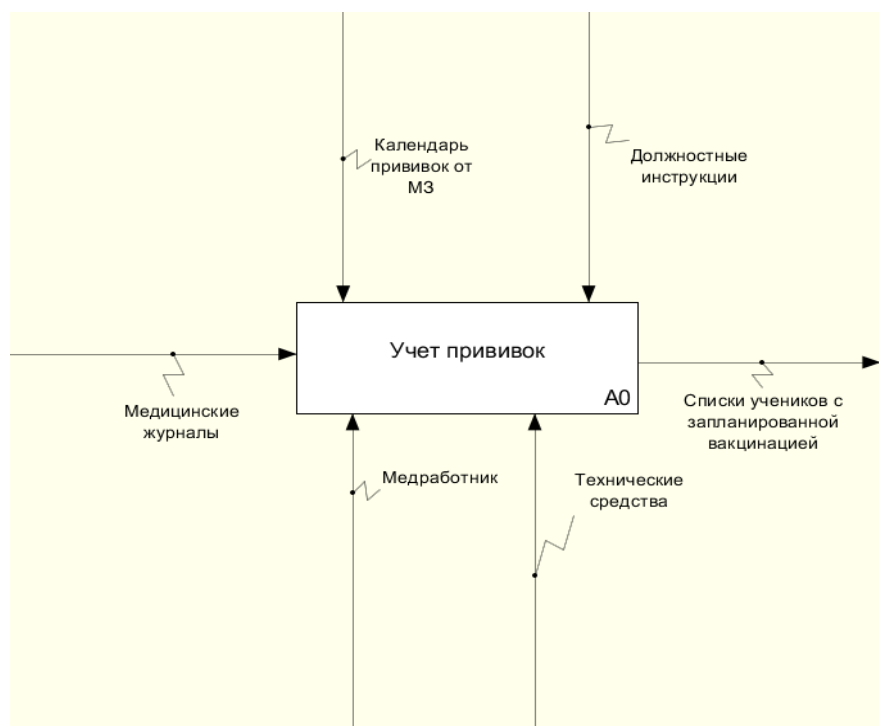 Календарь
прививок от
МЗ
Должностные
инструкции
Учет прививок
A0
Медицинские
журналы
Списки учеников с
запланированной
вакцинацией
Медработник
Технические
средства